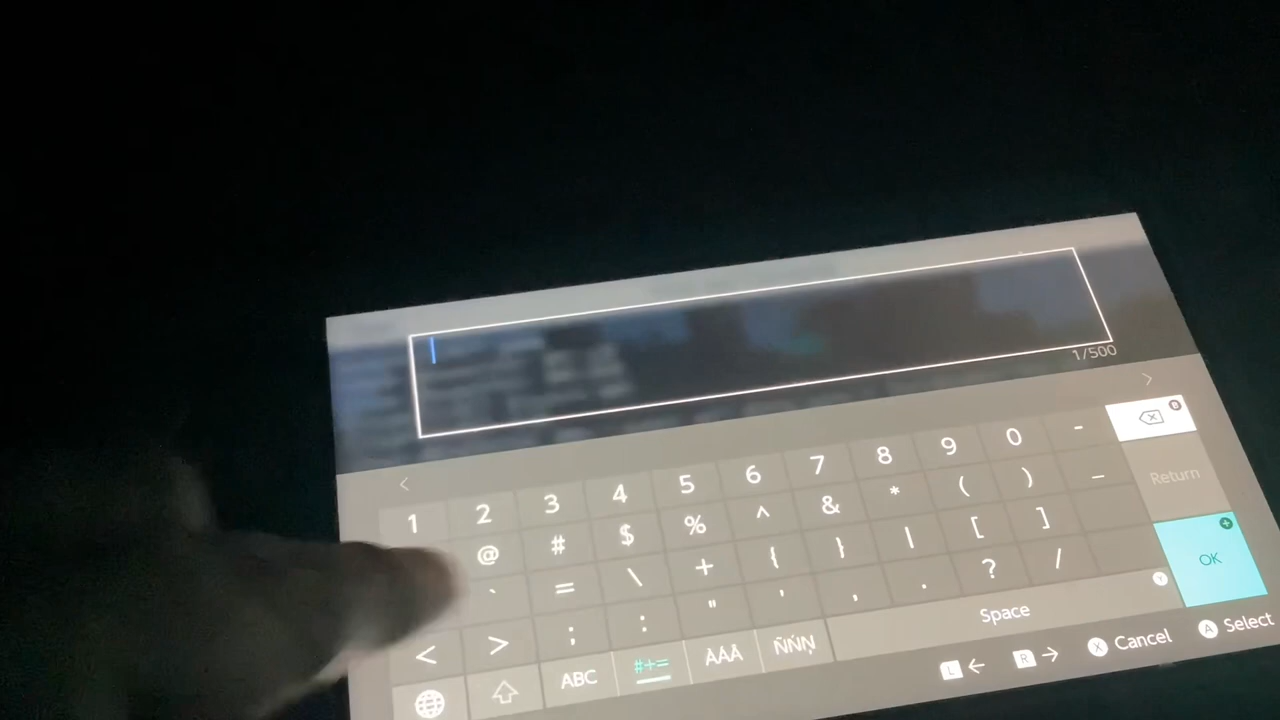 1/500
1 2 3 4 5 6 7 8 9 0 -
@ # $ % ^ & * ( ) _
` = \ + { } | [ ]
< > ; : " ' , . ? /
Return
OK
ABC #+= ÀÄÂ ÑŃŅ Space
L ← R → X Cancel A Select